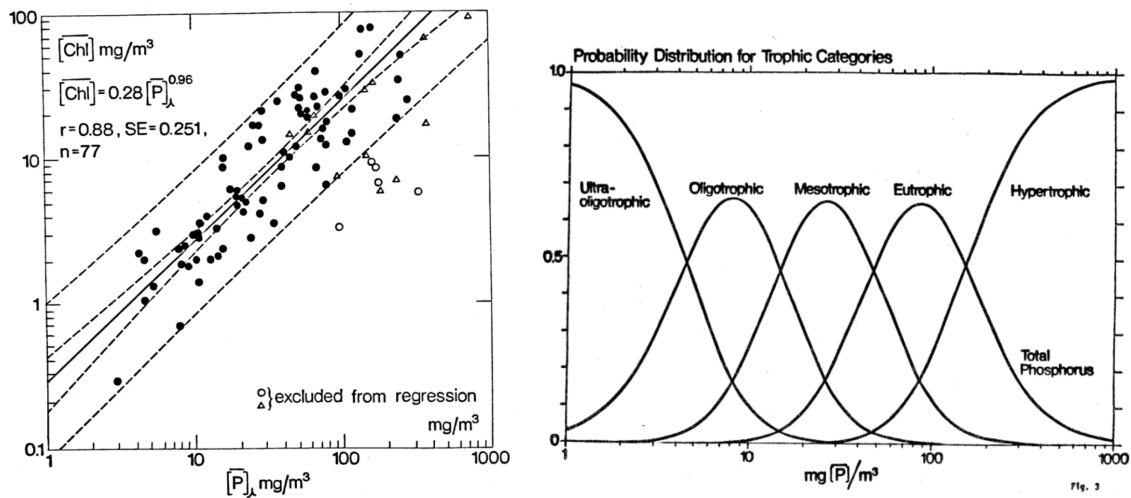 100
[Chl] mg/m³
[Chl] = 0.28 [P]λ^0.96
r=0.88, SE=0.251,
n=77
10
1
0.1
excluded from regression
mg/m³
1
10
100
1000
[P]λ mg/m³
Probability Distribution for Trophic Categories
1.0
Ultra-
oligotrophic
Oligotrophic
Mesotrophic
Eutrophic
Hypertrophic
0.5
Total
Phosphorus
0
1
10
100
1000
mg [P]/m³
Fig. 3